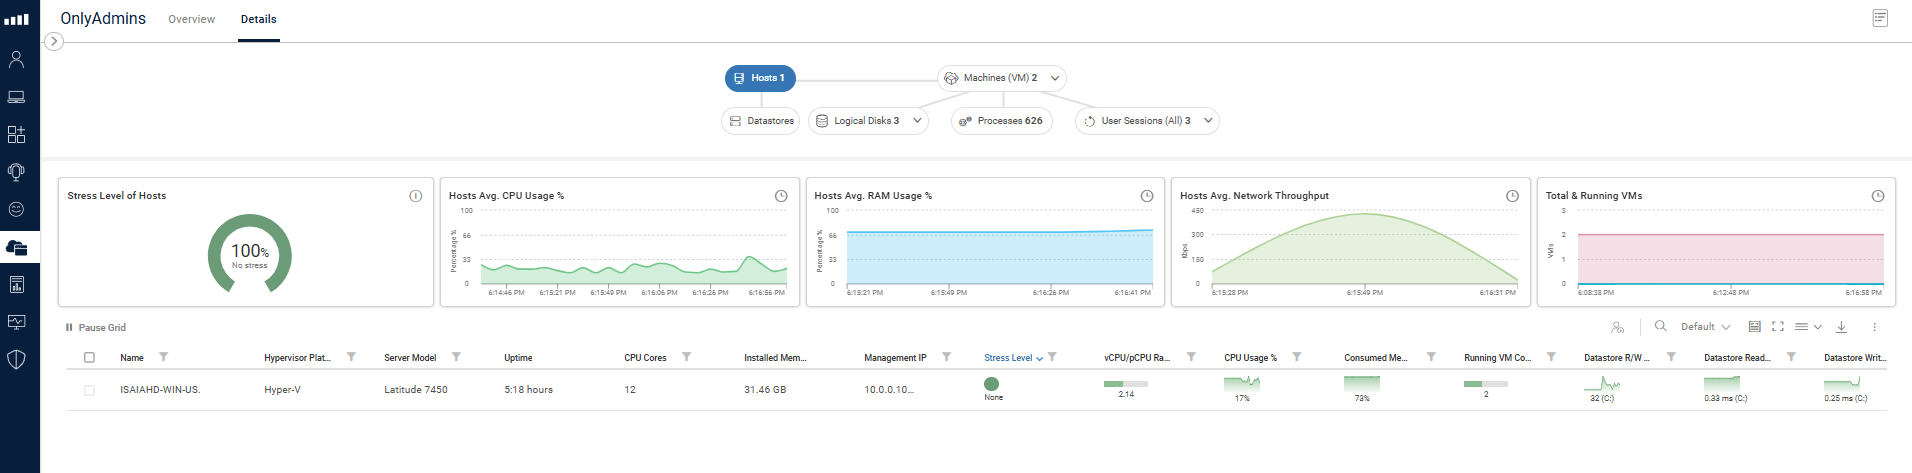 OnlyAdmins Overview Details
Hosts 1 Machines (VM) 2
Datastores Logical Disks 3 Processes 626 User Sessions (All) 3
Stress Level of Hosts
100%
No stress
Hosts Avg. CPU Usage %
Percentage %
100
66
33
0
6:14:46 PM 6:15:21 PM 6:15:49 PM 6:16:06 PM 6:16:26 PM 6:16:56 PM
Hosts Avg. RAM Usage %
Percentage %
100
66
33
0
6:15:21 PM 6:15:49 PM 6:16:26 PM 6:16:41 PM
Hosts Avg. Network Throughput
Kbps
450
300
150
0
6:15:28 PM 6:15:49 PM 6:16:31 PM
Total & Running VMs
VMs
3
2
1
0
6:08:38 PM 6:12:48 PM 6:16:58 PM
Pause Grid Default
Name Hypervisor Plat... Server Model Uptime CPU Cores Installed Mem... Management IP Stress Level vCPU/pCPU Ra... CPU Usage % Consumed Me... Running VM Co... Datastore R/W ... Datastore Read... Datastore Writ...
ISAIAHD-WIN-US. Hyper-V Latitude 7450 5:18 hours 12 31.46 GB 10.0.0.10... None 2.14 17% 73% 2 32 (C:) 0.33 ms (C:) 0.25 ms (C:)